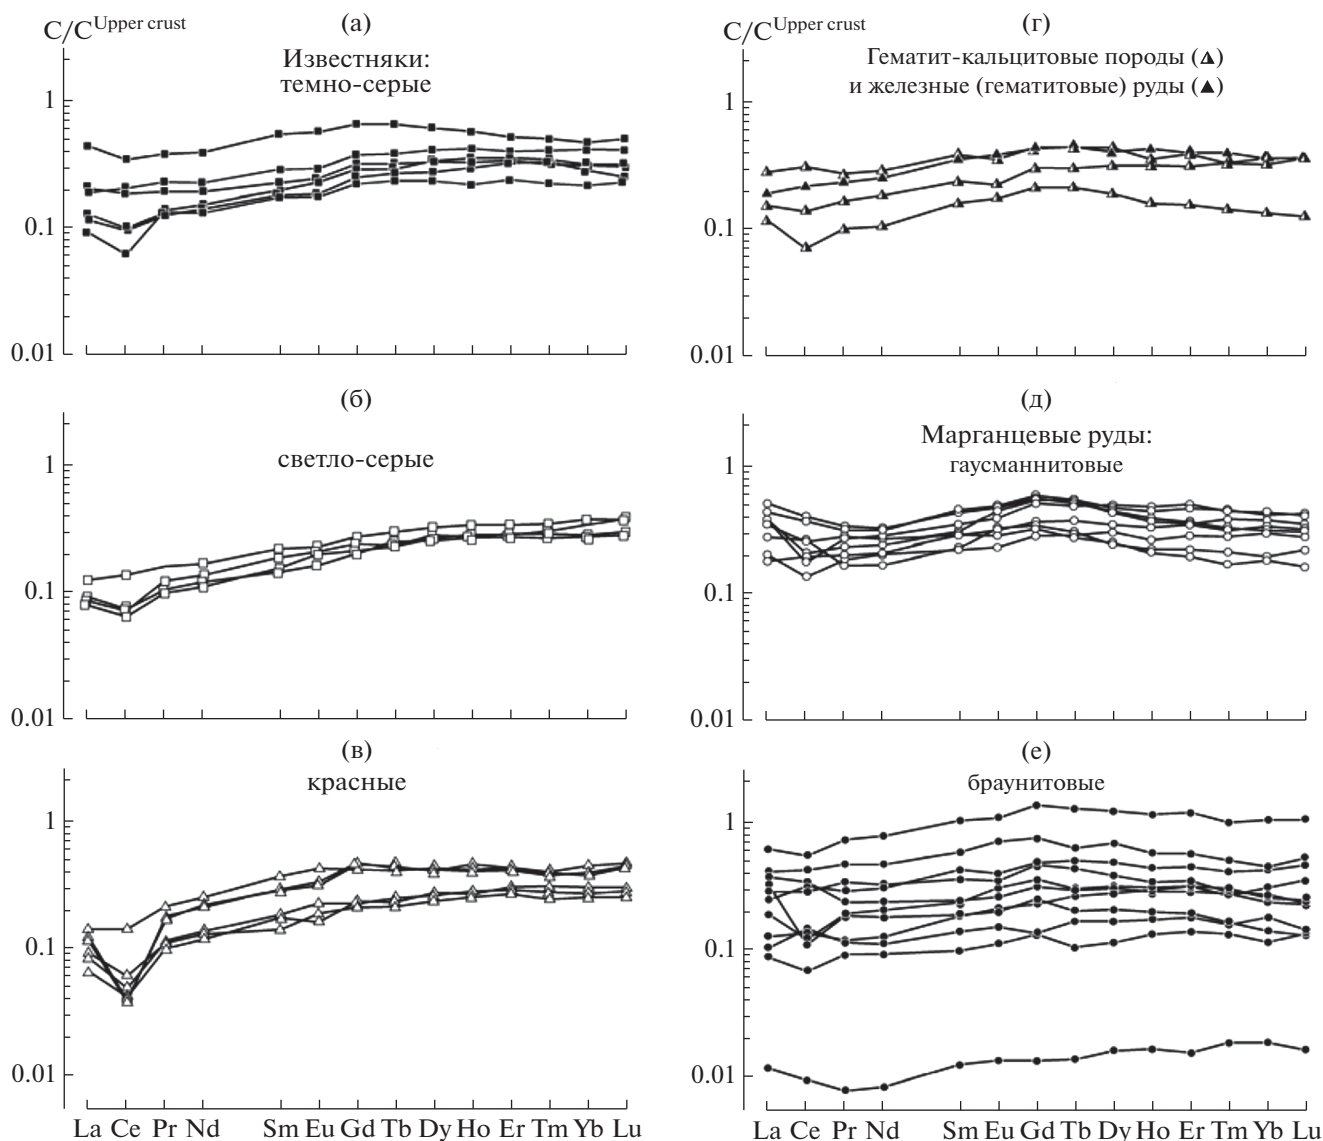 (а)
C/C^Upper crust
Известняки:
темно-серые
1
0.1
0.01
(б)
светло-серые
1
0.1
0.01
(в)
красные
1
0.1
0.01
La Ce Pr Nd Sm Eu Gd Tb Dy Ho Er Tm Yb Lu
(г)
C/C^Upper crust
Гематит-кальцитовые породы (▲)
и железные (гематитовые) руды (▲)
1
0.1
0.01
(д)
Марганцевые руды:
гаусманнитовые
1
0.1
0.01
(е)
браунитовые
1
0.1
0.01
La Ce Pr Nd Sm Eu Gd Tb Dy Ho Er Tm Yb Lu